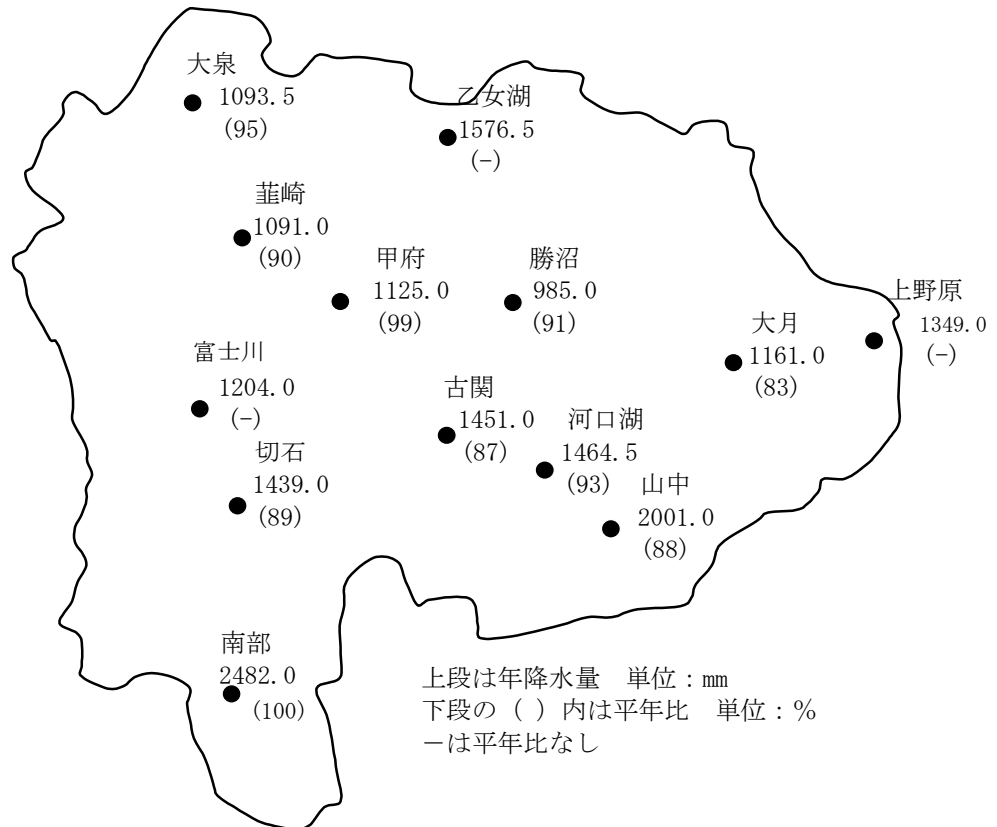 大泉
1093.5
(95)
乙女湖
1576.5
(-)
韮崎
1091.0
(90)
甲府
1125.0
(99)
勝沼
985.0
(91)
上野原
1349.0
(-)
大月
1161.0
(83)
富士川
1204.0
(-)
古関
1451.0
(87)
河口湖
1464.5
(93)
切石
1439.0
(89)
山中
2001.0
(88)
南部
2482.0
(100)
上段は年降水量　単位：㎜
下段の（ ）内は平年比　単位：％
－は平年比なし